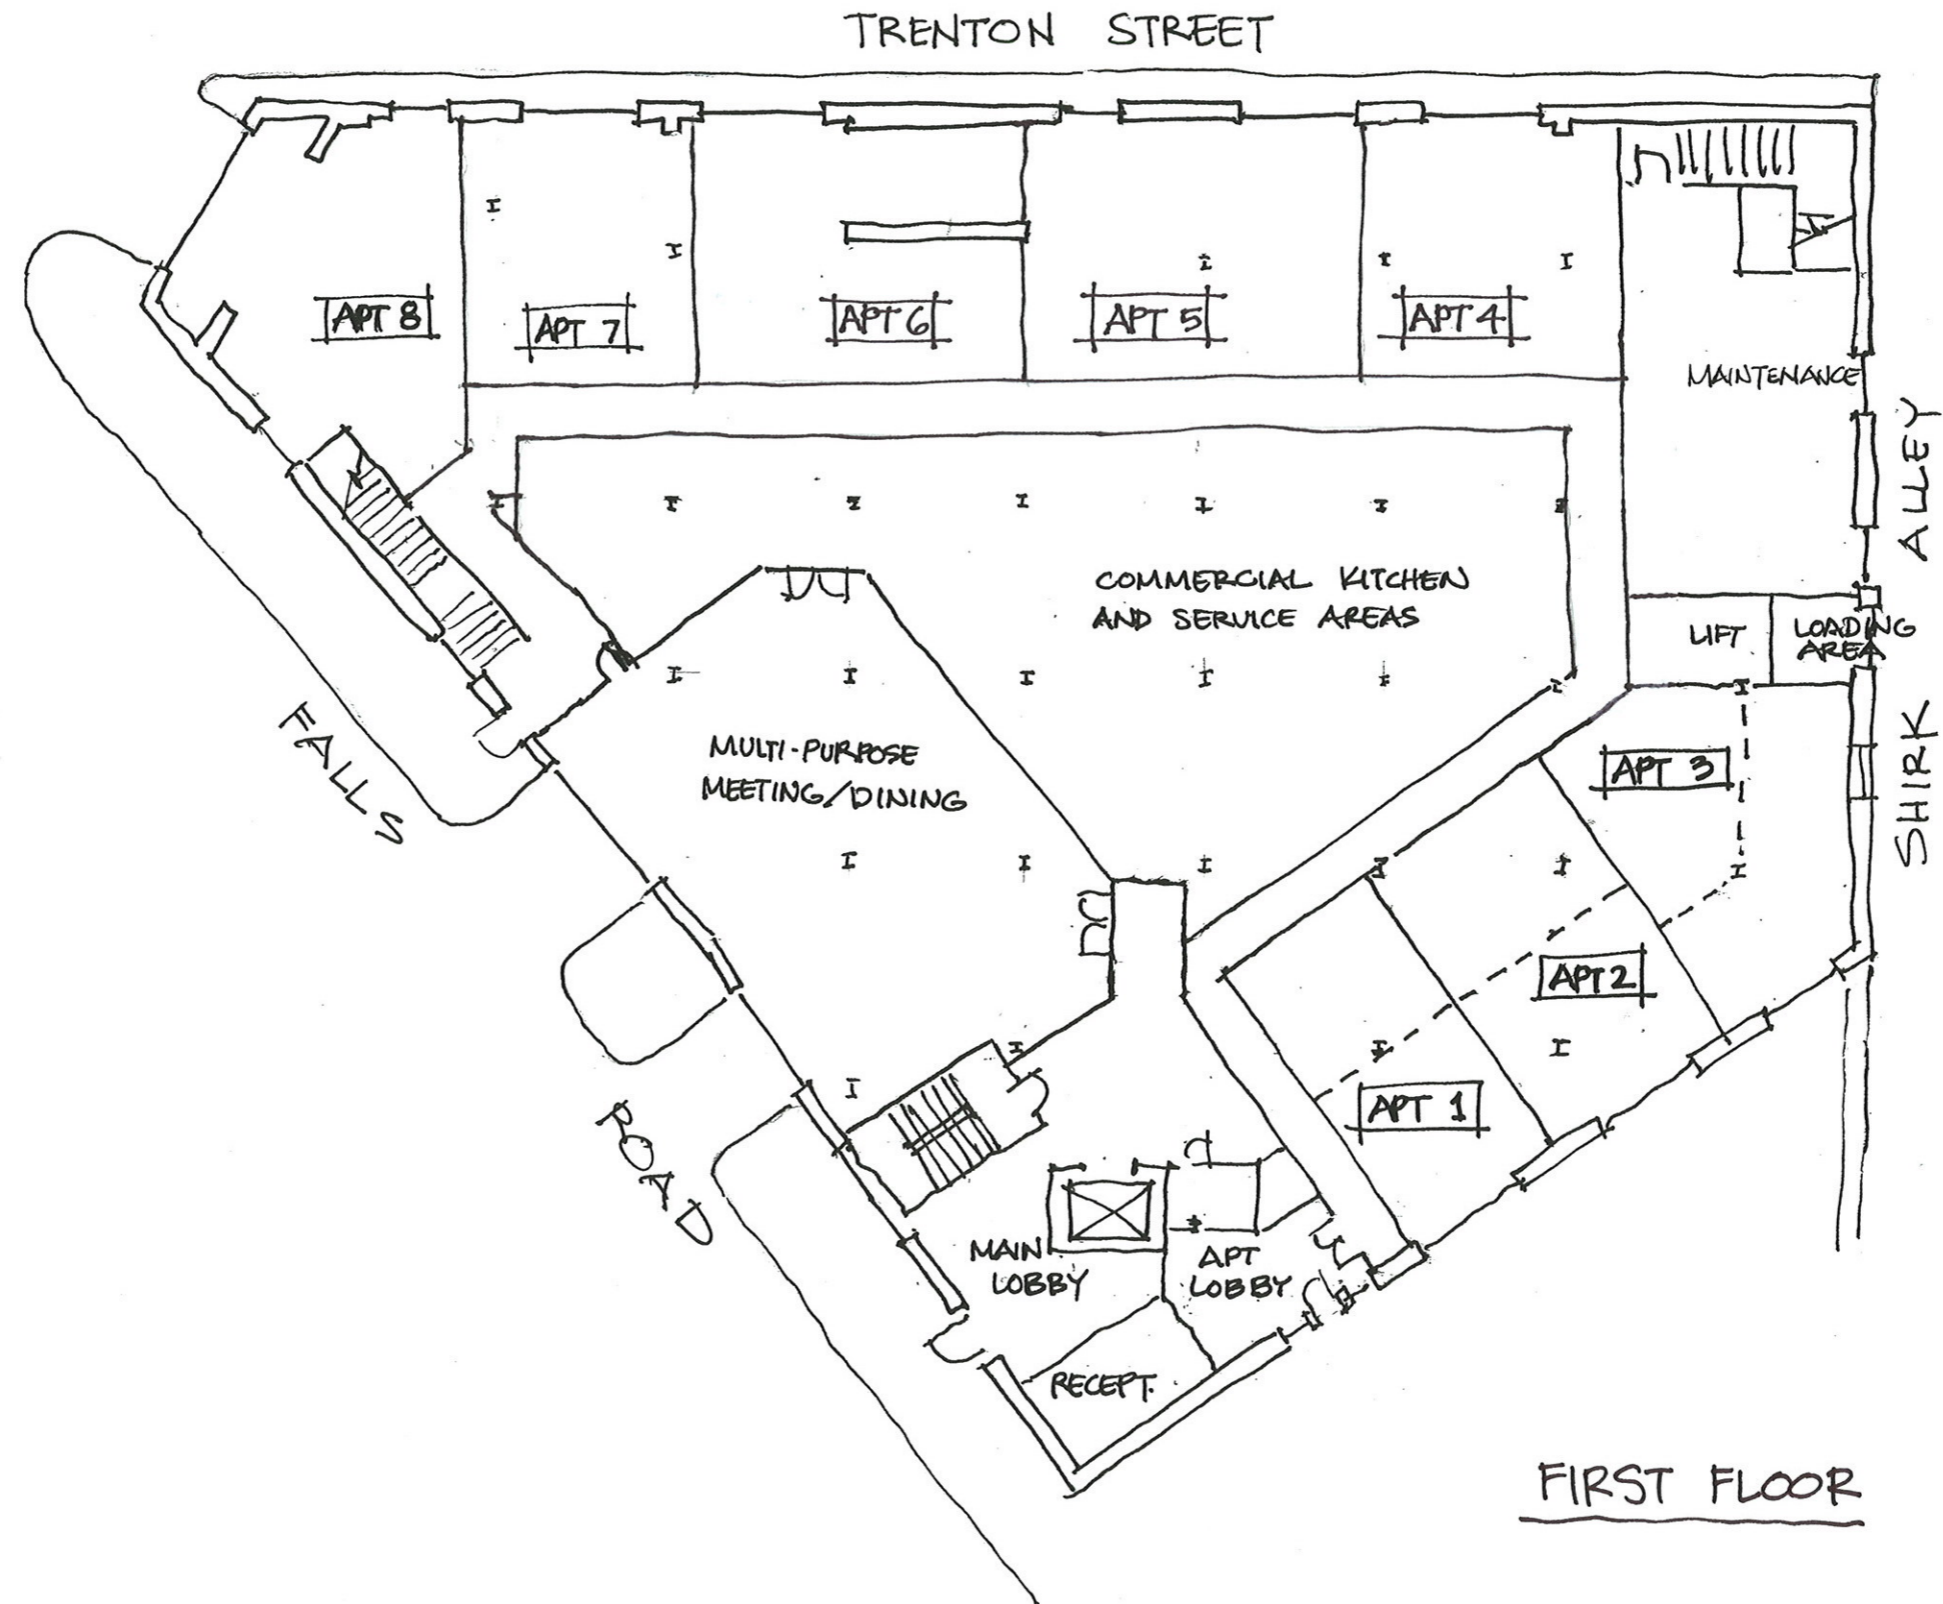 TRENTON STREET
APT 8
APT 7
APT 6
APT 5
APT 4
MAINTENANCE
SHIRK ALLEY
COMMERCIAL KITCHEN
AND SERVICE AREAS
LIFT
LOADING
AREA
FALLS ROAD
MULTI-PURPOSE
MEETING/DINING
APT 3
APT 2
APT 1
MAIN
LOBBY
APT
LOBBY
RECEPT.
FIRST FLOOR